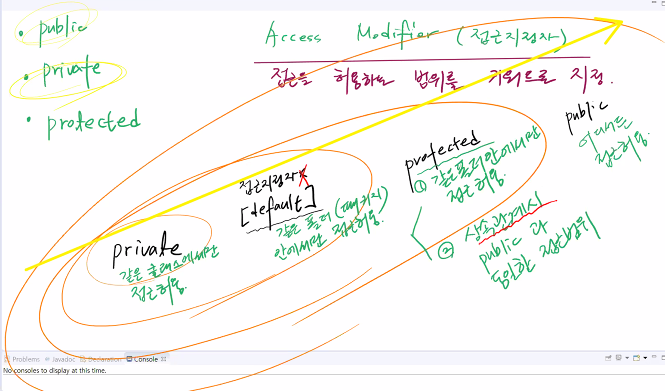 • public
• private
• protected
Access Modifier (접근지정자)
접근을 허용하는 범위를 키워드로 지정.
public
어디서든
접근허용.
protected
① 같은폴더안에서만
접근허용.
② 상속관계시
public 과
동일한 접근범위
접근지정자 X
[default]
같은 폴더 (패키지)
안에서만 접근허용.
private
같은 클래스에서만
접근허용.
Problems @ Javadoc Declaration Console
No consoles to display at this time.